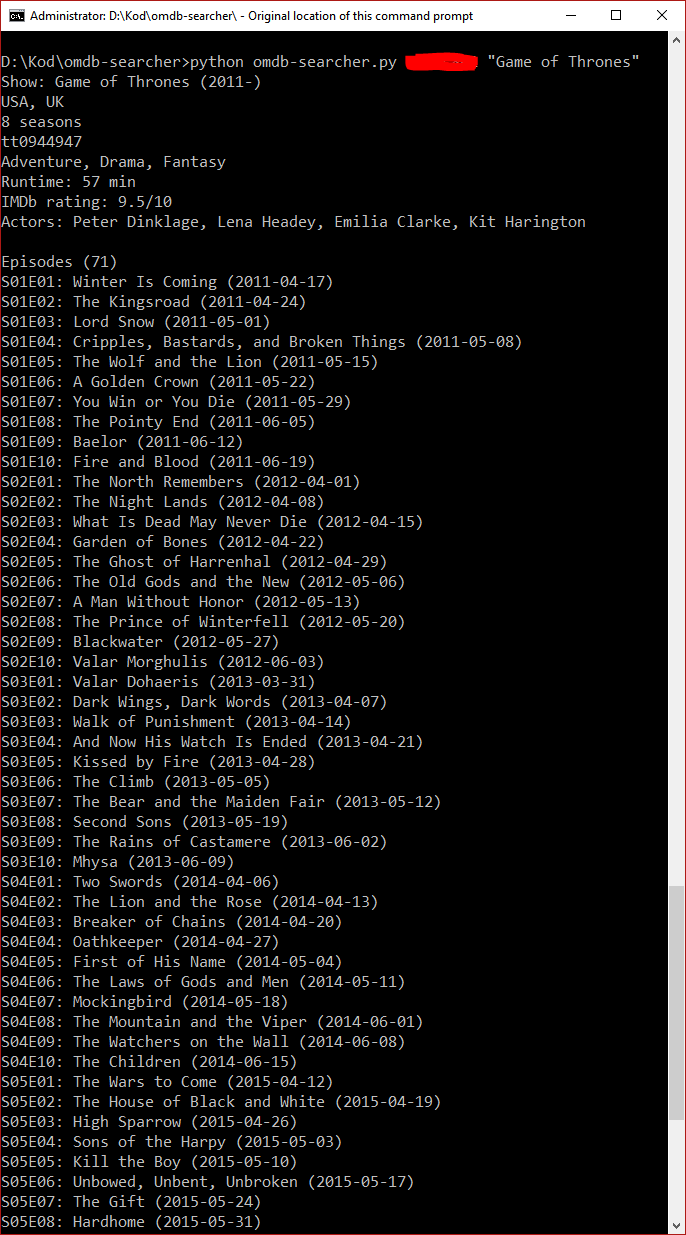 Administrator: D:\Kod\omdb-searcher\ - Original location of this command prompt
D:\Kod\omdb-searcher>python omdb-searcher.py "Game of Thrones"
Show: Game of Thrones (2011-)
USA, UK
8 seasons
tt0944947
Adventure, Drama, Fantasy
Runtime: 57 min
IMDb rating: 9.5/10
Actors: Peter Dinklage, Lena Headey, Emilia Clarke, Kit Harington
Episodes (71)
S01E01: Winter Is Coming (2011-04-17)
S01E02: The Kingsroad (2011-04-24)
S01E03: Lord Snow (2011-05-01)
S01E04: Cripples, Bastards, and Broken Things (2011-05-08)
S01E05: The Wolf and the Lion (2011-05-15)
S01E06: A Golden Crown (2011-05-22)
S01E07: You Win or You Die (2011-05-29)
S01E08: The Pointy End (2011-06-05)
S01E09: Baelor (2011-06-12)
S01E10: Fire and Blood (2011-06-19)
S02E01: The North Remembers (2012-04-01)
S02E02: The Night Lands (2012-04-08)
S02E03: What Is Dead May Never Die (2012-04-15)
S02E04: Garden of Bones (2012-04-22)
S02E05: The Ghost of Harrenhal (2012-04-29)
S02E06: The Old Gods and the New (2012-05-06)
S02E07: A Man Without Honor (2012-05-13)
S02E08: The Prince of Winterfell (2012-05-20)
S02E09: Blackwater (2012-05-27)
S02E10: Valar Morghulis (2012-06-03)
S03E01: Valar Dohaeris (2013-03-31)
S03E02: Dark Wings, Dark Words (2013-04-07)
S03E03: Walk of Punishment (2013-04-14)
S03E04: And Now His Watch Is Ended (2013-04-21)
S03E05: Kissed by Fire (2013-04-28)
S03E06: The Climb (2013-05-05)
S03E07: The Bear and the Maiden Fair (2013-05-12)
S03E08: Second Sons (2013-05-19)
S03E09: The Rains of Castamere (2013-06-02)
S03E10: Mhysa (2013-06-09)
S04E01: Two Swords (2014-04-06)
S04E02: The Lion and the Rose (2014-04-13)
S04E03: Breaker of Chains (2014-04-20)
S04E04: Oathkeeper (2014-04-27)
S04E05: First of His Name (2014-05-04)
S04E06: The Laws of Gods and Men (2014-05-11)
S04E07: Mockingbird (2014-05-18)
S04E08: The Mountain and the Viper (2014-06-01)
S04E09: The Watchers on the Wall (2014-06-08)
S04E10: The Children (2014-06-15)
S05E01: The Wars to Come (2015-04-12)
S05E02: The House of Black and White (2015-04-19)
S05E03: High Sparrow (2015-04-26)
S05E04: Sons of the Harpy (2015-05-03)
S05E05: Kill the Boy (2015-05-10)
S05E06: Unbowed, Unbent, Unbroken (2015-05-17)
S05E07: The Gift (2015-05-24)
S05E08: Hardhome (2015-05-31)